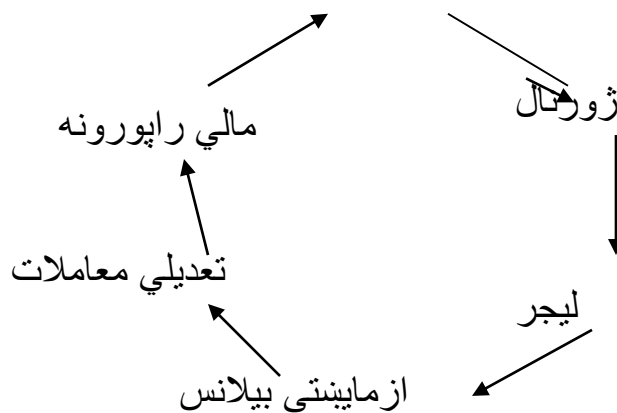 ژورنال
مالي راپورونه
تعديلي معاملات
ليجر
ازمايښتی بيلانس